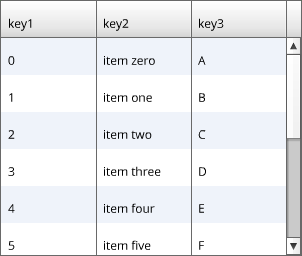 key1 key2 key3
0 item zero A
1 item one B
2 item two C
3 item three D
4 item four E
5 item five F